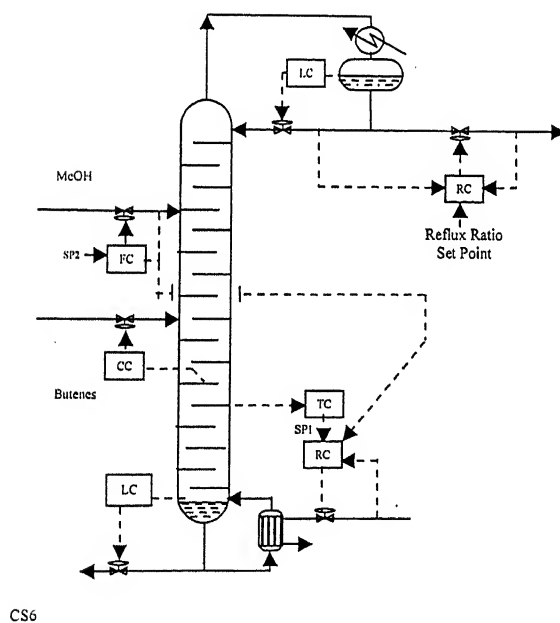 LC
MeOH
RC
Reflux Ratio
Set Point
SP2
FC
CC
Butenes
TC
SP1
RC
LC
CS6